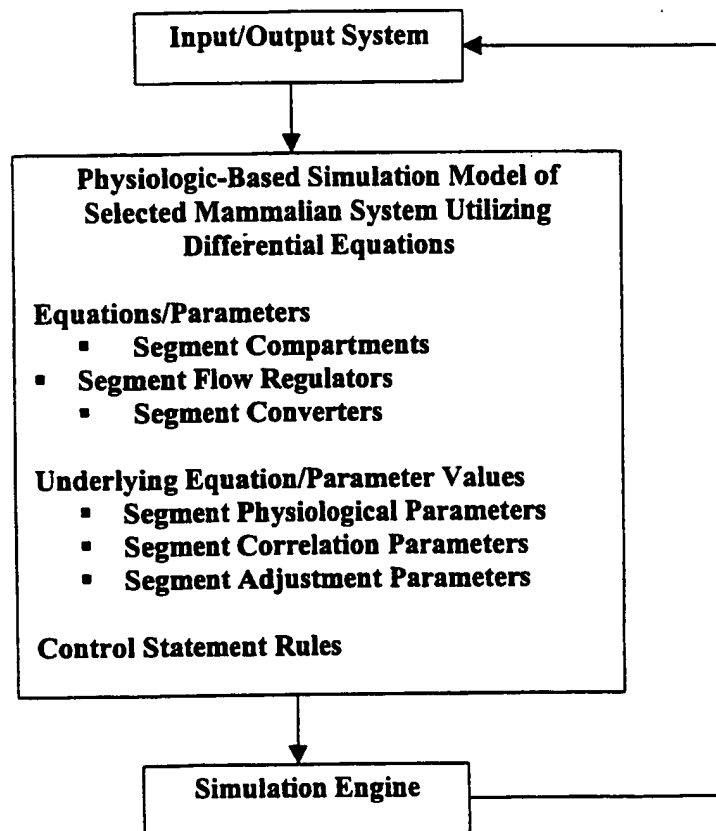 Input/Output System
Physiologic-Based Simulation Model of
Selected Mammalian System Utilizing
Differential Equations
Equations/Parameters
▪ Segment Compartments
▪ Segment Flow Regulators
▪ Segment Converters
Underlying Equation/Parameter Values
▪ Segment Physiological Parameters
▪ Segment Correlation Parameters
▪ Segment Adjustment Parameters
Control Statement Rules
Simulation Engine